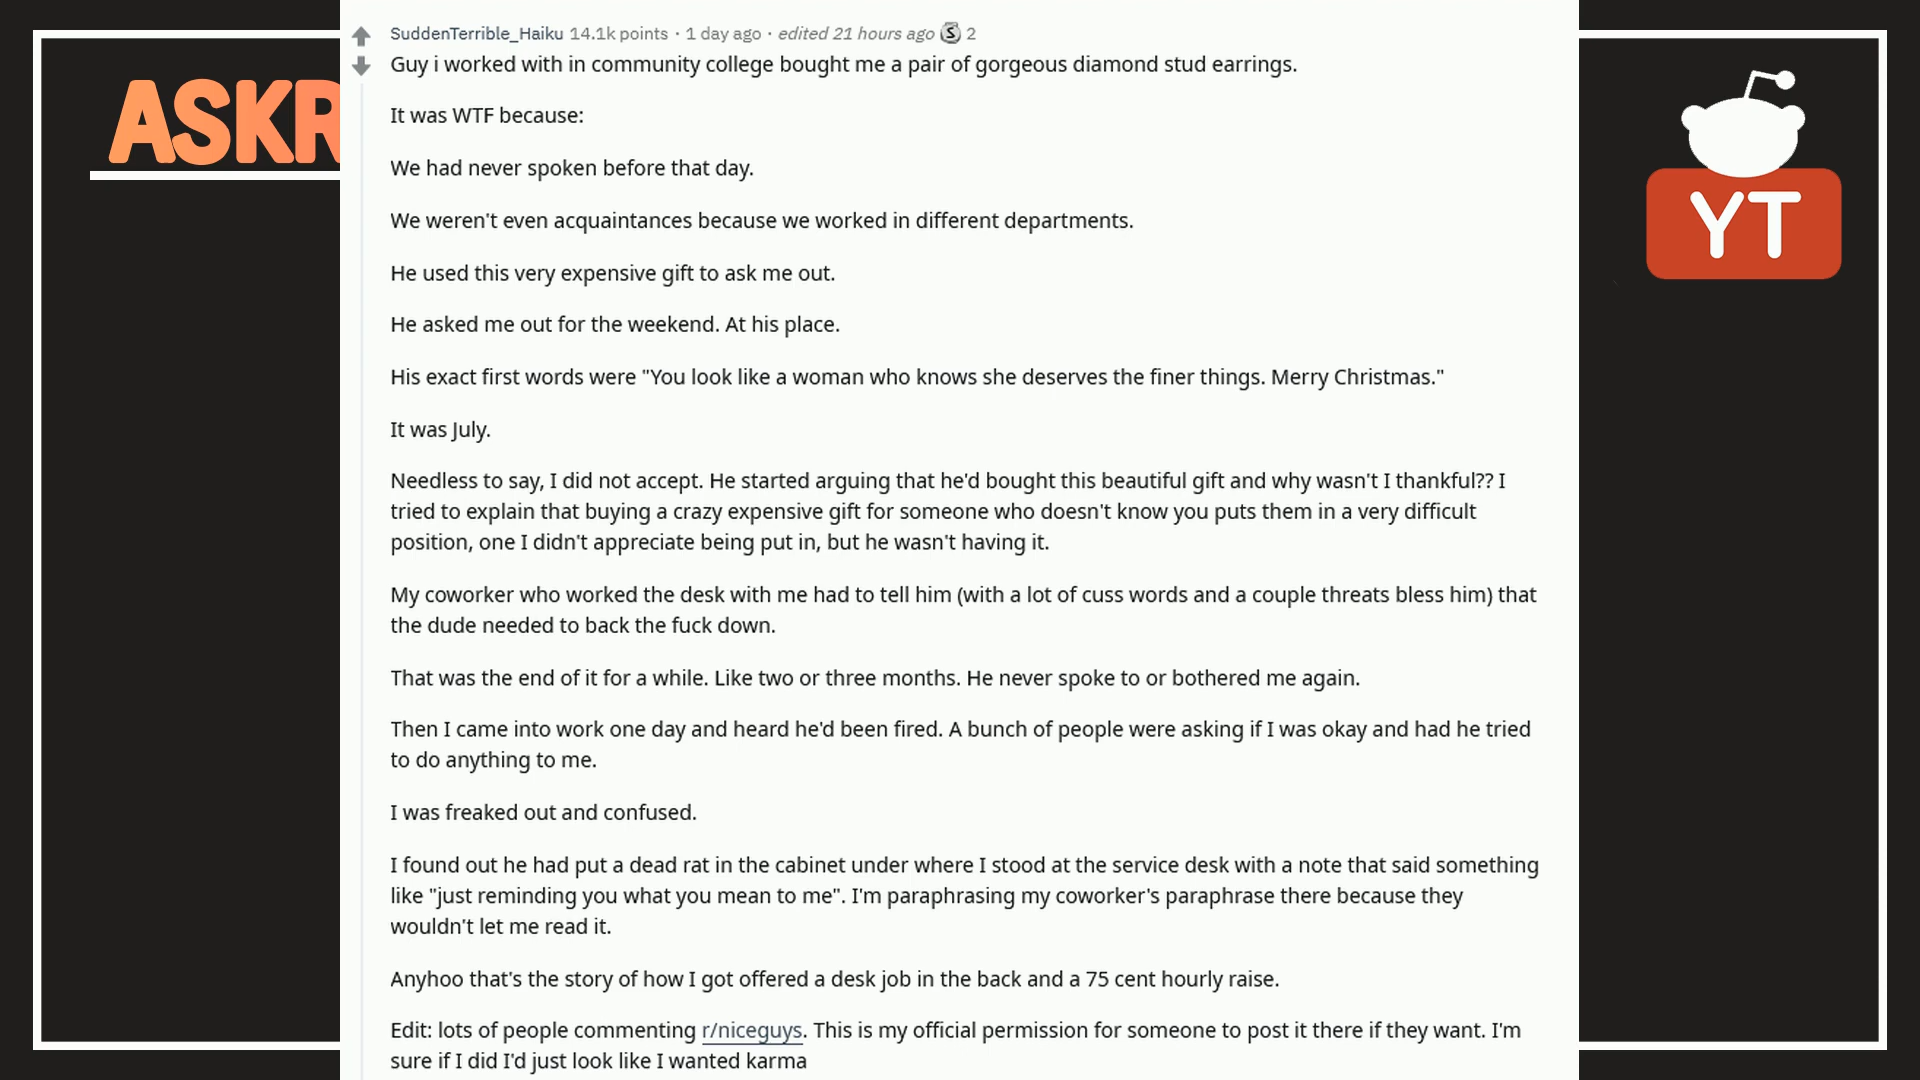 SuddenTerrible_Haiku 14.1k points · 1 day ago · edited 21 hours ago S 2
Guy i worked with in community college bought me a pair of gorgeous diamond stud earrings.
ASKR
It was WTF because:
We had never spoken before that day.
YT
We weren't even acquaintances because we worked in different departments.
He used this very expensive gift to ask me out.
He asked me out for the weekend. At his place.
His exact first words were "You look like a woman who knows she deserves the finer things. Merry Christmas."
It was July.
Needless to say, I did not accept. He started arguing that he'd bought this beautiful gift and why wasn't I thankful?? I
tried to explain that buying a crazy expensive gift for someone who doesn't know you puts them in a very difficult
position, one I didn't appreciate being put in, but he wasn't having it.
My coworker who worked the desk with me had to tell him (with a lot of cuss words and a couple threats bless him) that
the dude needed to back the fuck down.
That was the end of it for a while. Like two or three months. He never spoke to or bothered me again.
Then I came into work one day and heard he'd been fired. A bunch of people were asking if I was okay and had he tried
to do anything to me.
I was freaked out and confused.
I found out he had put a dead rat in the cabinet under where I stood at the service desk with a note that said something
like "just reminding you what you mean to me". I'm paraphrasing my coworker's paraphrase there because they
wouldn't let me read it.
Anyhoo that's the story of how I got offered a desk job in the back and a 75 cent hourly raise.
Edit: lots of people commenting r/niceguys. This is my official permission for someone to post it there if they want. I'm
sure if I did I'd just look like I wanted karma